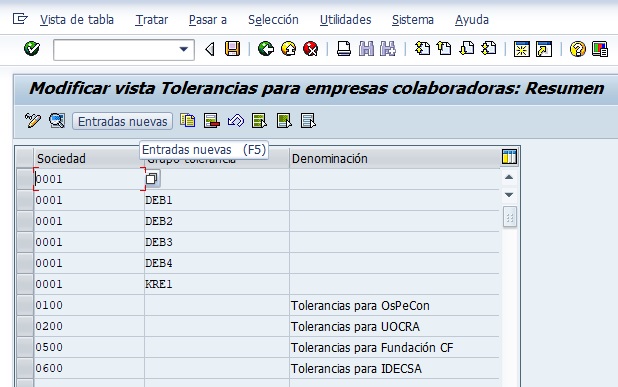 Vista de tabla Tratar Pasar a Selección Utilidades Sistema Ayuda
Modificar vista Tolerancias para empresas colaboradoras: Resumen
Entradas nuevas
Entradas nuevas (F5)
Sociedad Grupo tolerancia Denominación
0001
0001 DEB1
0001 DEB2
0001 DEB3
0001 DEB4
0001 KRE1
0100 Tolerancias para OsPeCon
0200 Tolerancias para UOCRA
0500 Tolerancias para Fundación CF
0600 Tolerancias para IDECSA